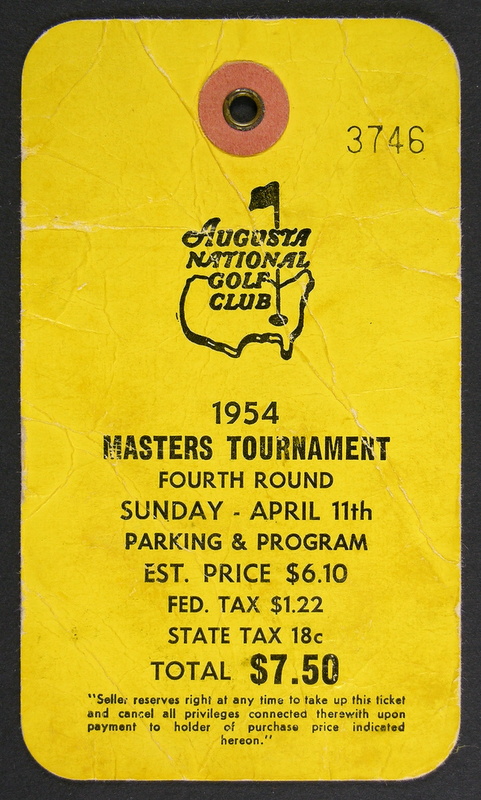 3746
AUGUSTA
NATIONAL
GOLF
CLUB
1954
MASTERS TOURNAMENT
FOURTH ROUND
SUNDAY - APRIL 11th
PARKING & PROGRAM
EST. PRICE $6.10
FED. TAX $1.22
STATE TAX 18c
TOTAL $7.50
"Seller reserves right at any time to take up this ticket
and cancel all privileges connected therewith upon
payment to holder of purchase price indicated
hereon."